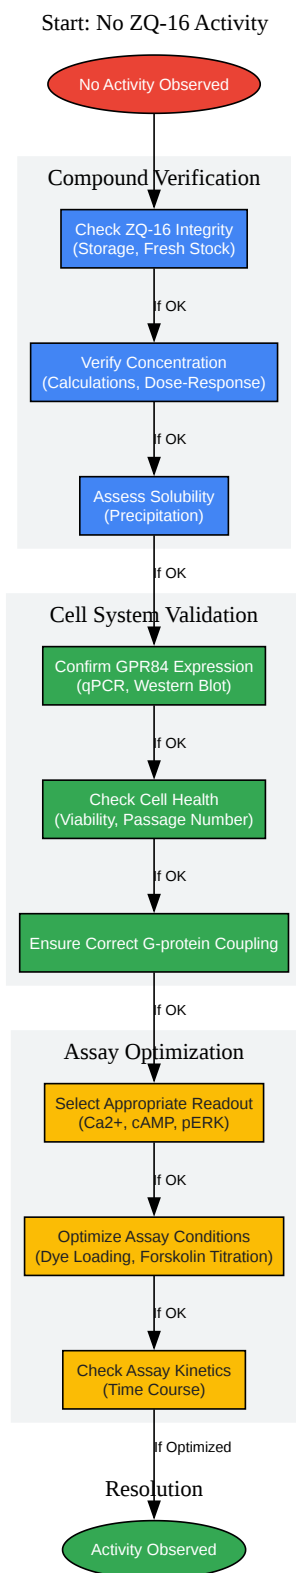 Start: No ZQ-16 Activity
No Activity Observed
Compound Verification
Check ZQ-16 Integrity
(Storage, Fresh Stock)
If OK
Verify Concentration
(Calculations, Dose-Response)
If OK
Assess Solubility
(Precipitation)
If OK
Cell System Validation
Confirm GPR84 Expression
(qPCR, Western Blot)
If OK
Check Cell Health
(Viability, Passage Number)
If OK
Ensure Correct G-protein Coupling
If OK
Assay Optimization
Select Appropriate Readout
(Ca2+, cAMP, pERK)
If OK
Optimize Assay Conditions
(Dye Loading, Forskolin Titration)
If OK
Check Assay Kinetics
(Time Course)
If Optimized
Resolution
Activity Observed